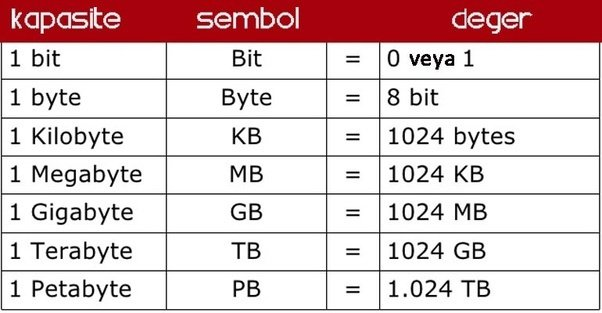 kapasite sembol deger
1 bit Bit = 0 veya 1
1 byte Byte = 8 bit
1 Kilobyte KB = 1024 bytes
1 Megabyte MB = 1024 KB
1 Gigabyte GB = 1024 MB
1 Terabyte TB = 1024 GB
1 Petabyte PB = 1.024 TB